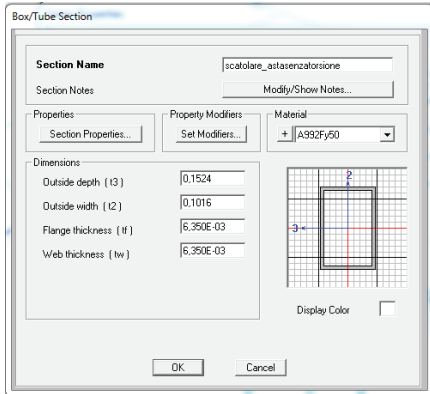 Box/Tube Section
Section Name scatolare_astasenzatorsione
Section Notes Modify/Show Notes...
Properties Property Modifiers Material
Section Properties... Set Modifiers... + A992Fy50
Dimensions
Outside depth ( t3 ) 0,1524
Outside width ( t2 ) 0,1016
Flange thickness ( tf ) 6,350E-03
Web thickness ( tw ) 6,350E-03
2
3
Display Color
OK Cancel